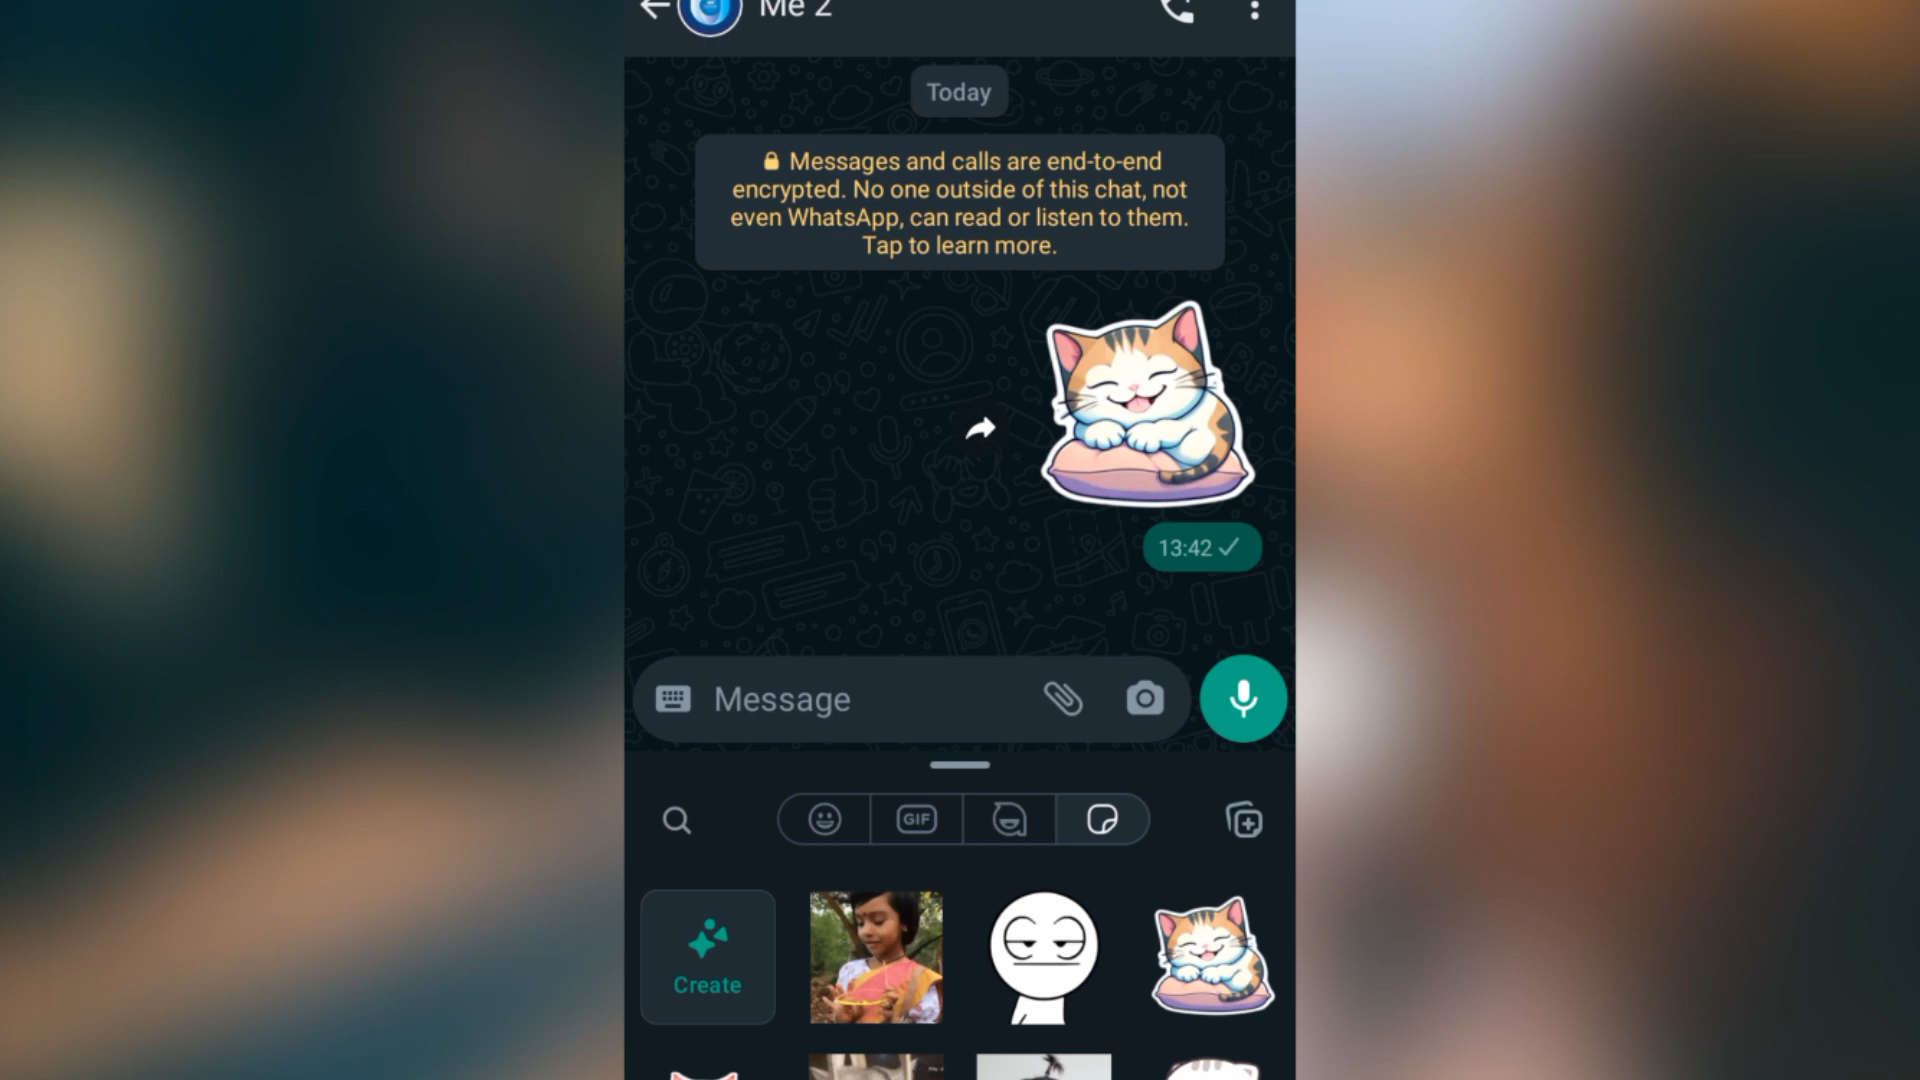 Me 2
Today
Messages and calls are end-to-end
encrypted. No one outside of this chat, not
even WhatsApp, can read or listen to them.
Tap to learn more.
13:42
Message
GIF
Create